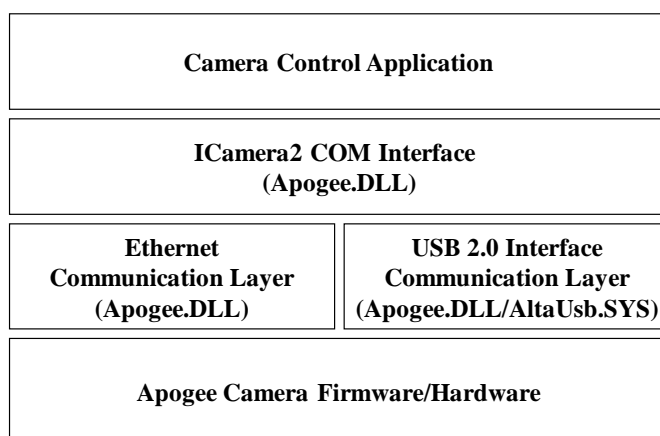 Camera Control Application
ICamera2 COM Interface
(Apogee.DLL)
Ethernet
Communication Layer
(Apogee.DLL)
USB 2.0 Interface
Communication Layer
(Apogee.DLL/AltaUsb.SYS)
Apogee Camera Firmware/Hardware